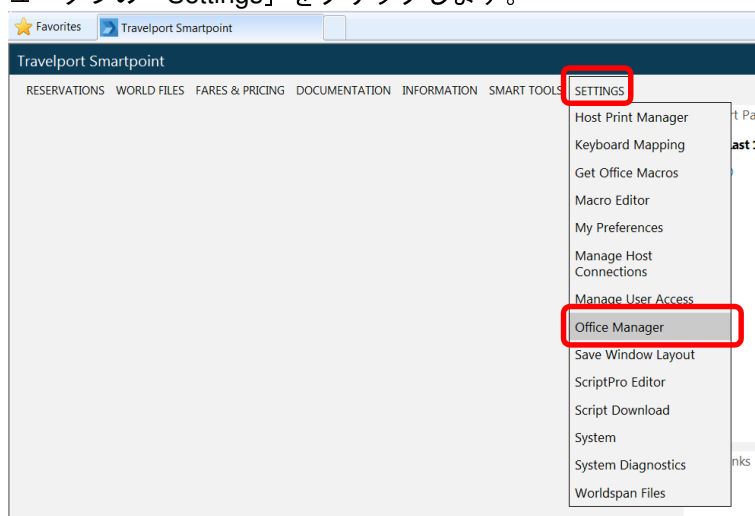 Favorites Travelport Smartpoint
Travelport Smartpoint
RESERVATIONS WORLD FILES FARES & PRICING DOCUMENTATION INFORMATION SMART TOOLS SETTINGS
Host Print Manager
Keyboard Mapping
Get Office Macros
Macro Editor
My Preferences
Manage Host
Connections
Manage User Access
Office Manager
Save Window Layout
ScriptPro Editor
Script Download
System
System Diagnostics
Worldspan Files